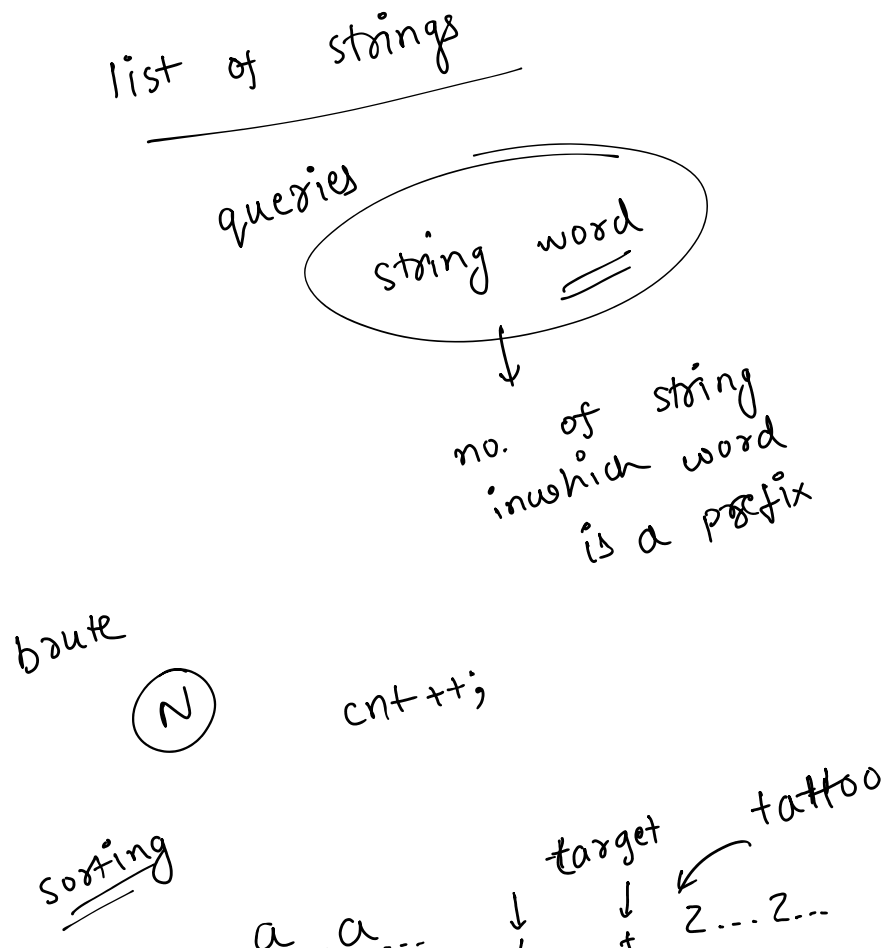 list of strings
queries
string word
no. of string
inwhich word
is a prefix
brute
N cnt++;
tattoo
target
sorting
a a... t z...z...